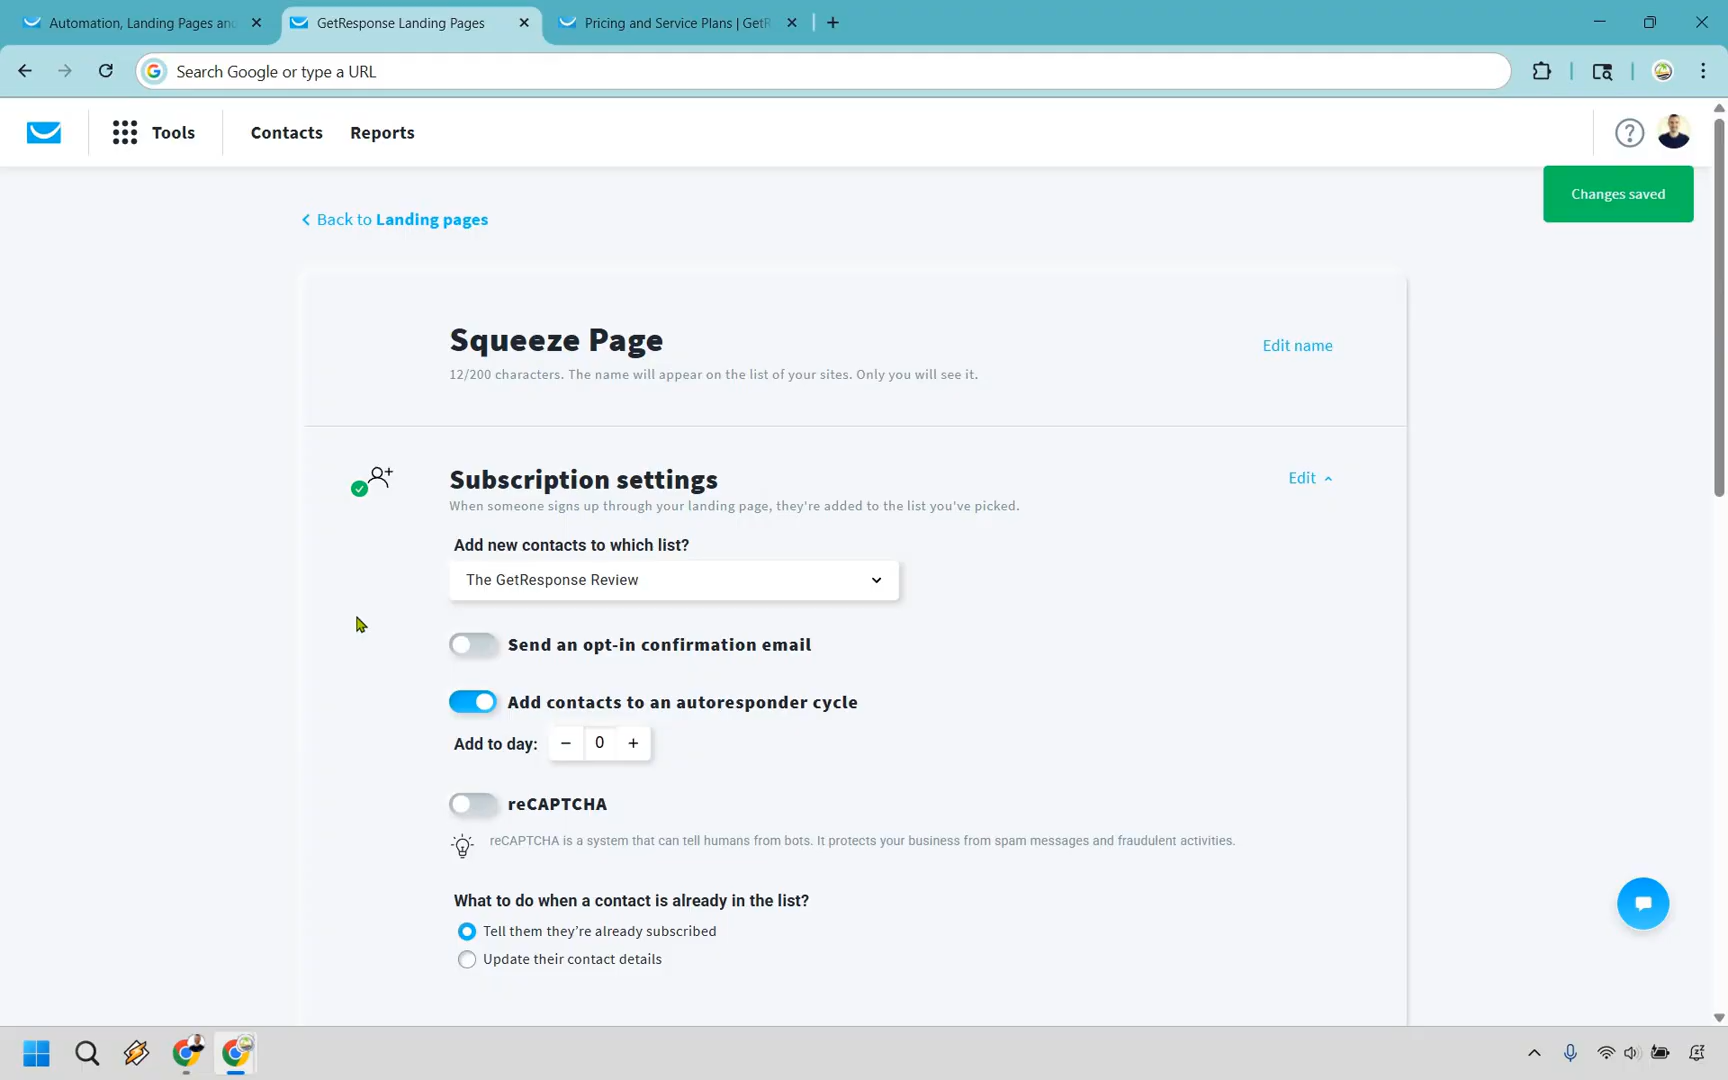 Automation, Landing Pages and
GetResponse Landing Pages
Pricing and Service Plans | GetR
Search Google or type a URL
Tools
Contacts
Reports
Changes saved
Back to Landing pages
Squeeze Page
Edit name
12/200 characters. The name will appear on the list of your sites. Only you will see it.
Subscription settings
Edit
When someone signs up through your landing page, they're added to the list you've picked.
Add new contacts to which list?
The GetResponse Review
Send an opt-in confirmation email
Add contacts to an autoresponder cycle
Add to day:
− 0 +
reCAPTCHA
reCAPTCHA is a system that can tell humans from bots. It protects your business from spam messages and fraudulent activities.
What to do when a contact is already in the list?
Tell them they're already subscribed
Update their contact details